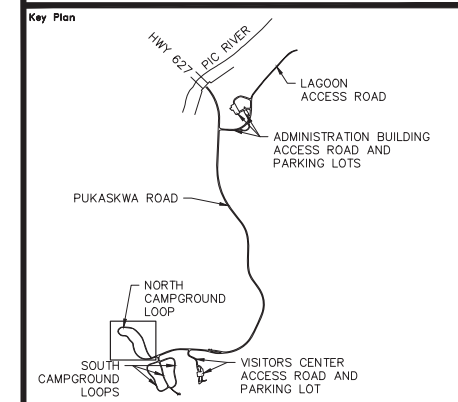 Key Plan
HWY 627
PIC RIVER
LAGOON
ACCESS ROAD
ADMINISTRATION BUILDING
ACCESS ROAD AND
PARKING LOTS
PUKASKWA ROAD
NORTH
CAMPGROUND
LOOP
SOUTH
CAMPGROUND
LOOPS
VISITORS CENTER
ACCESS ROAD AND
PARKING LOT